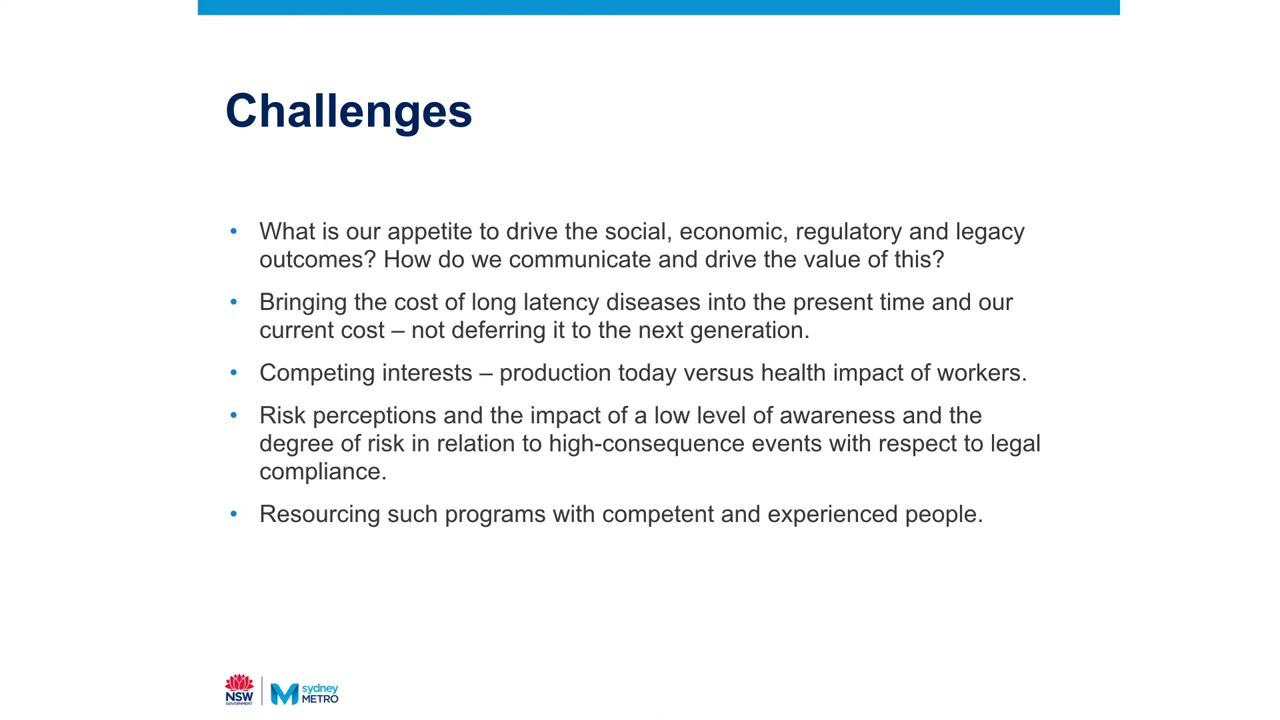 Challenges
• What is our appetite to drive the social, economic, regulatory and legacy
outcomes? How do we communicate and drive the value of this?
• Bringing the cost of long latency diseases into the present time and our
current cost – not deferring it to the next generation.
• Competing interests – production today versus health impact of workers.
• Risk perceptions and the impact of a low level of awareness and the
degree of risk in relation to high-consequence events with respect to legal
compliance.
• Resourcing such programs with competent and experienced people.
NSW
GOVERNMENT
sydney
METRO